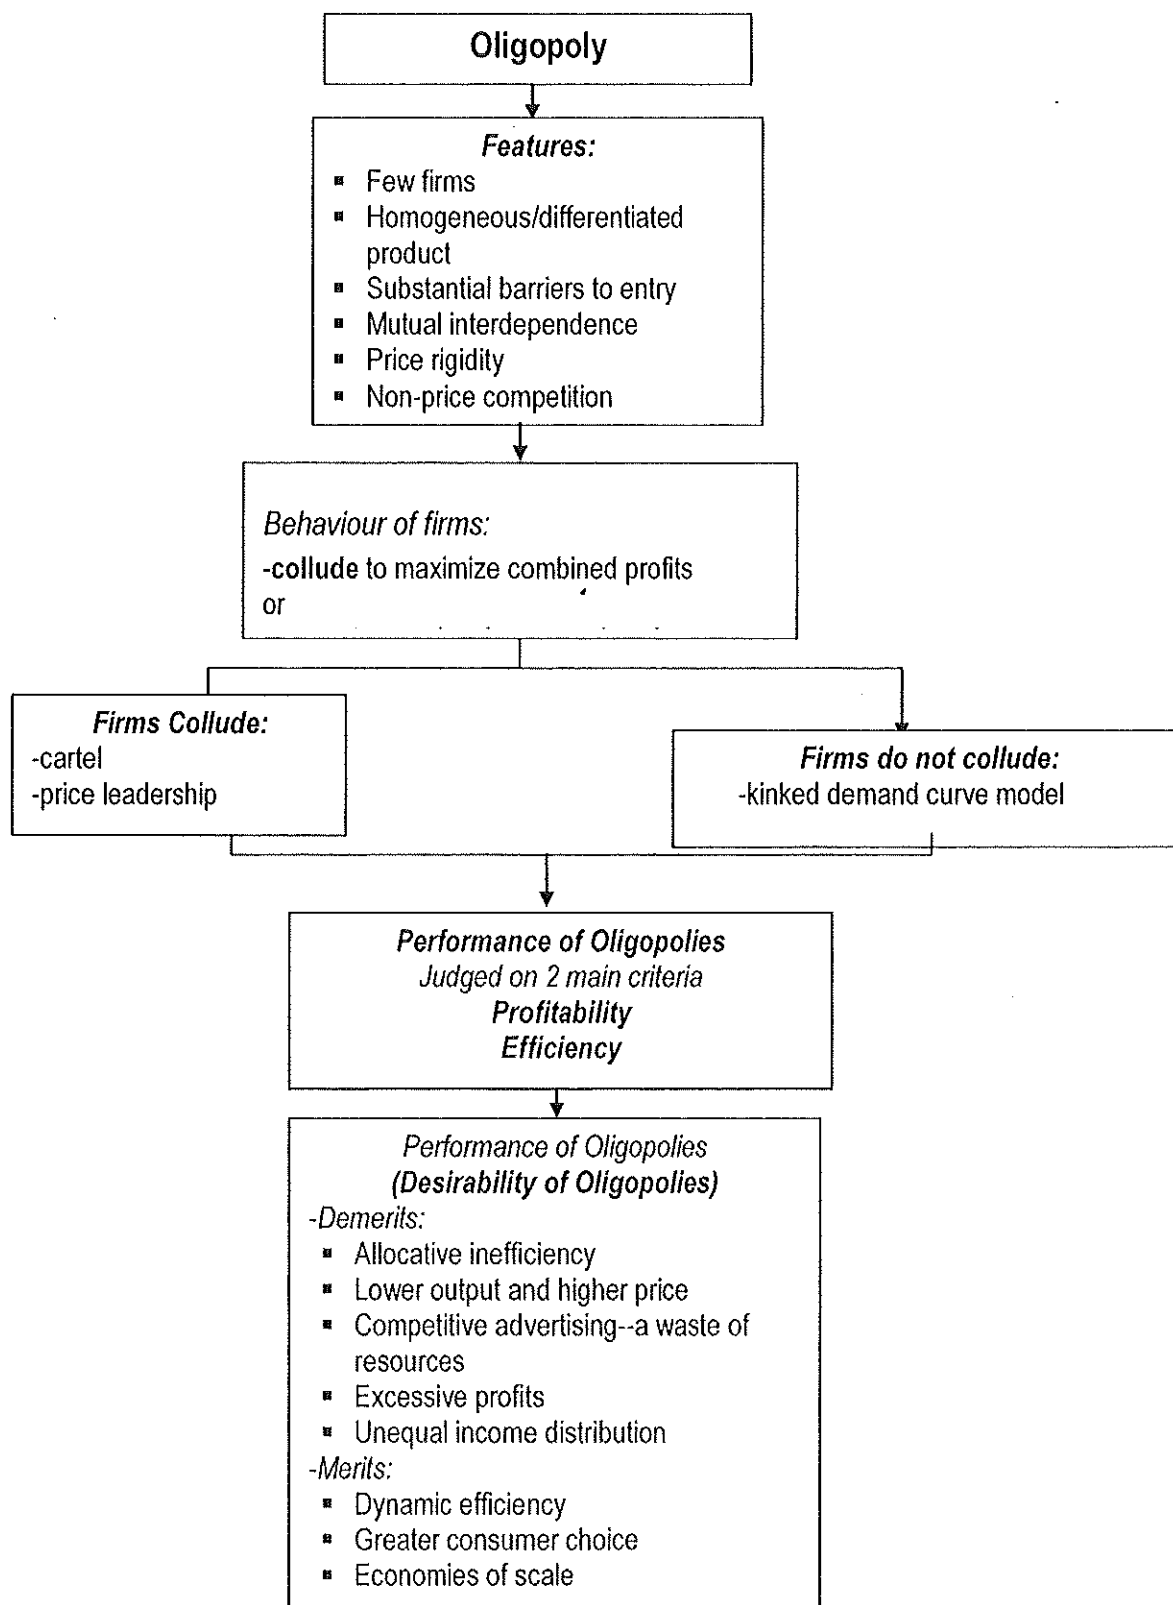 Oligopoly
Features:
▪ Few firms
▪ Homogeneous/differentiated
product
▪ Substantial barriers to entry
▪ Mutual interdependence
▪ Price rigidity
▪ Non-price competition
Behaviour of firms:
-collude to maximize combined profits
or
Firms Collude:
-cartel
-price leadership
Firms do not collude:
-kinked demand curve model
Performance of Oligopolies
Judged on 2 main criteria
Profitability
Efficiency
Performance of Oligopolies
(Desirability of Oligopolies)
-Demerits:
▪ Allocative inefficiency
▪ Lower output and higher price
▪ Competitive advertising--a waste of
resources
▪ Excessive profits
▪ Unequal income distribution
-Merits:
▪ Dynamic efficiency
▪ Greater consumer choice
▪ Economies of scale